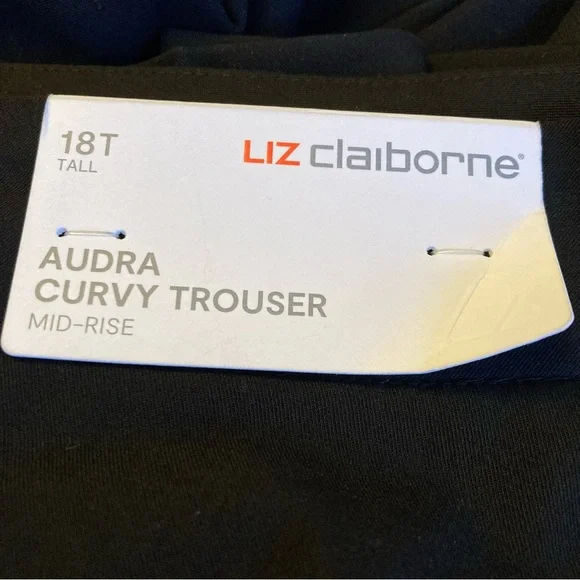 18T
TALL
LIZ claiborne®
AUDRA
CURVY TROUSER
MID-RISE